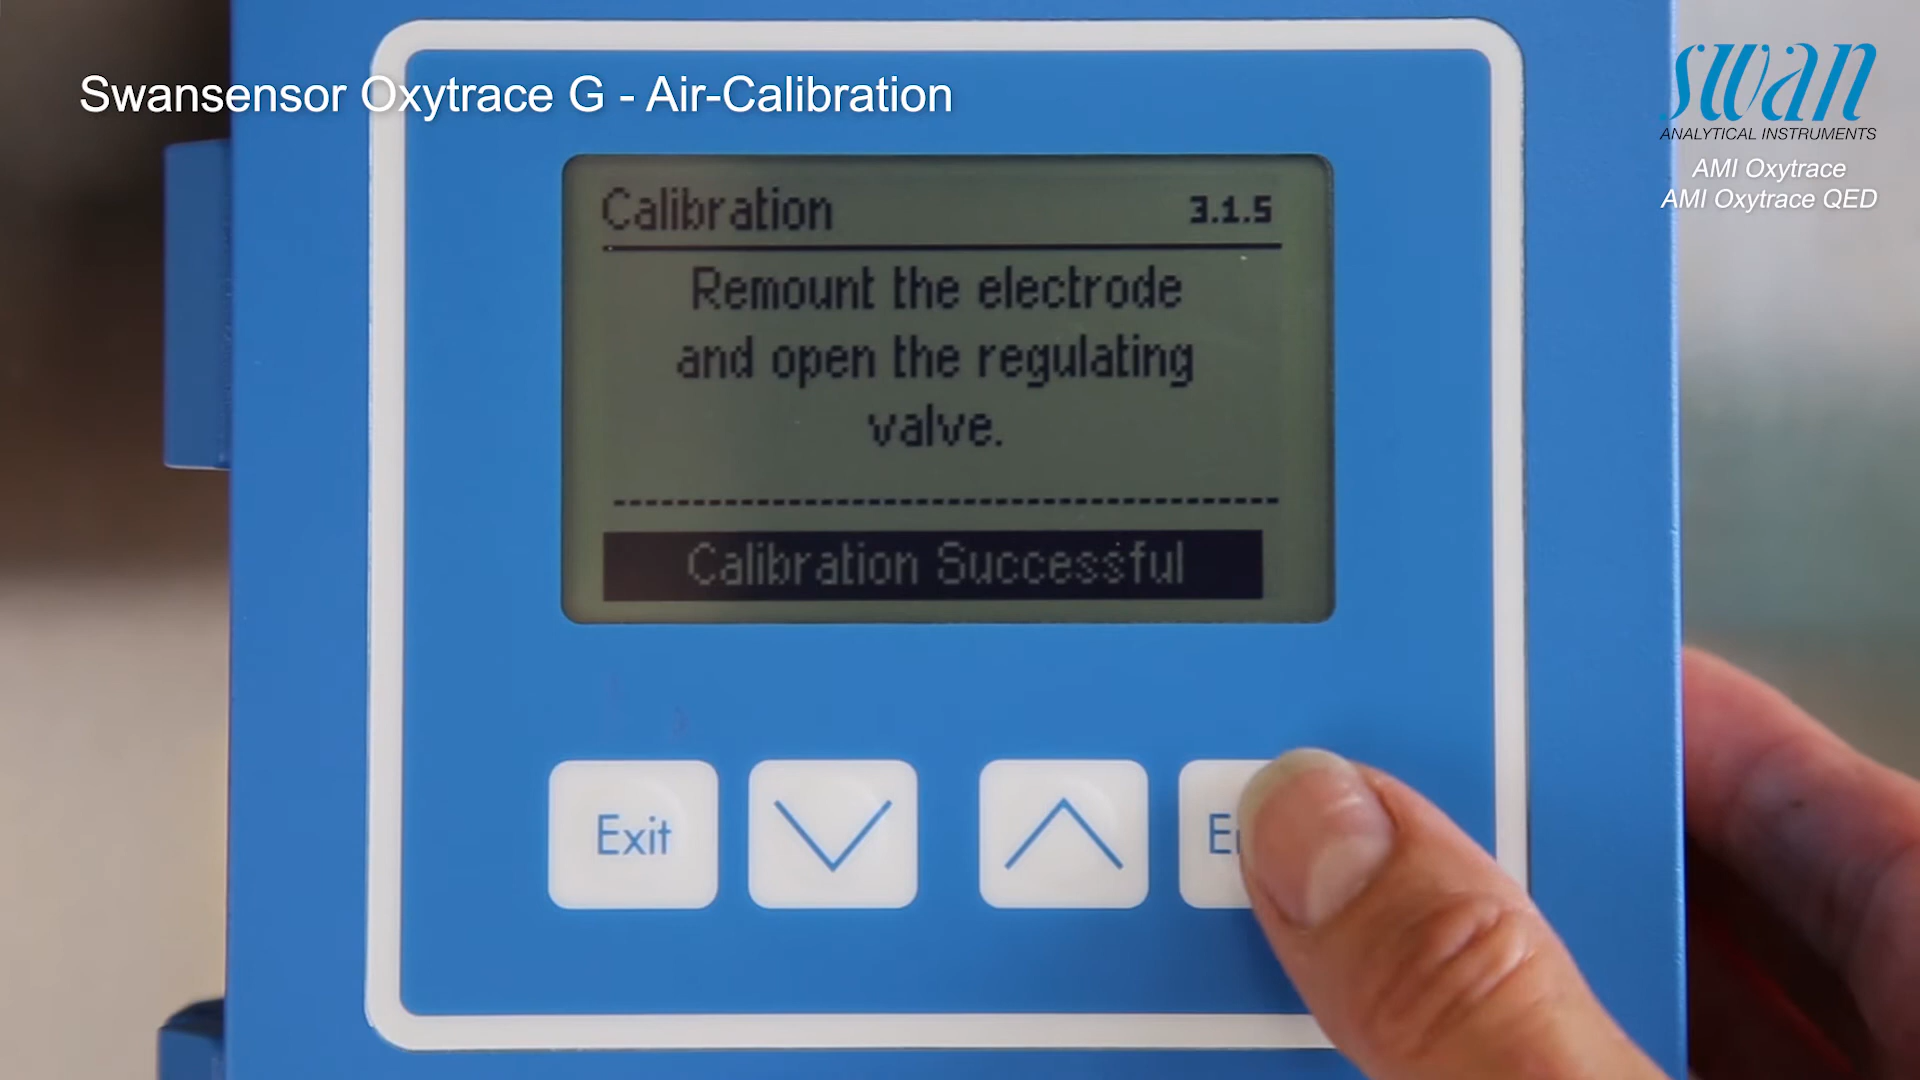 Swansensor Oxytrace G - Air-Calibration
swan
ANALYTICAL INSTRUMENTS
AMI Oxytrace
AMI Oxytrace QED
Calibration 3.1.5
Remount the electrode
and open the regulating
valve.
Calibration Successful
Exit